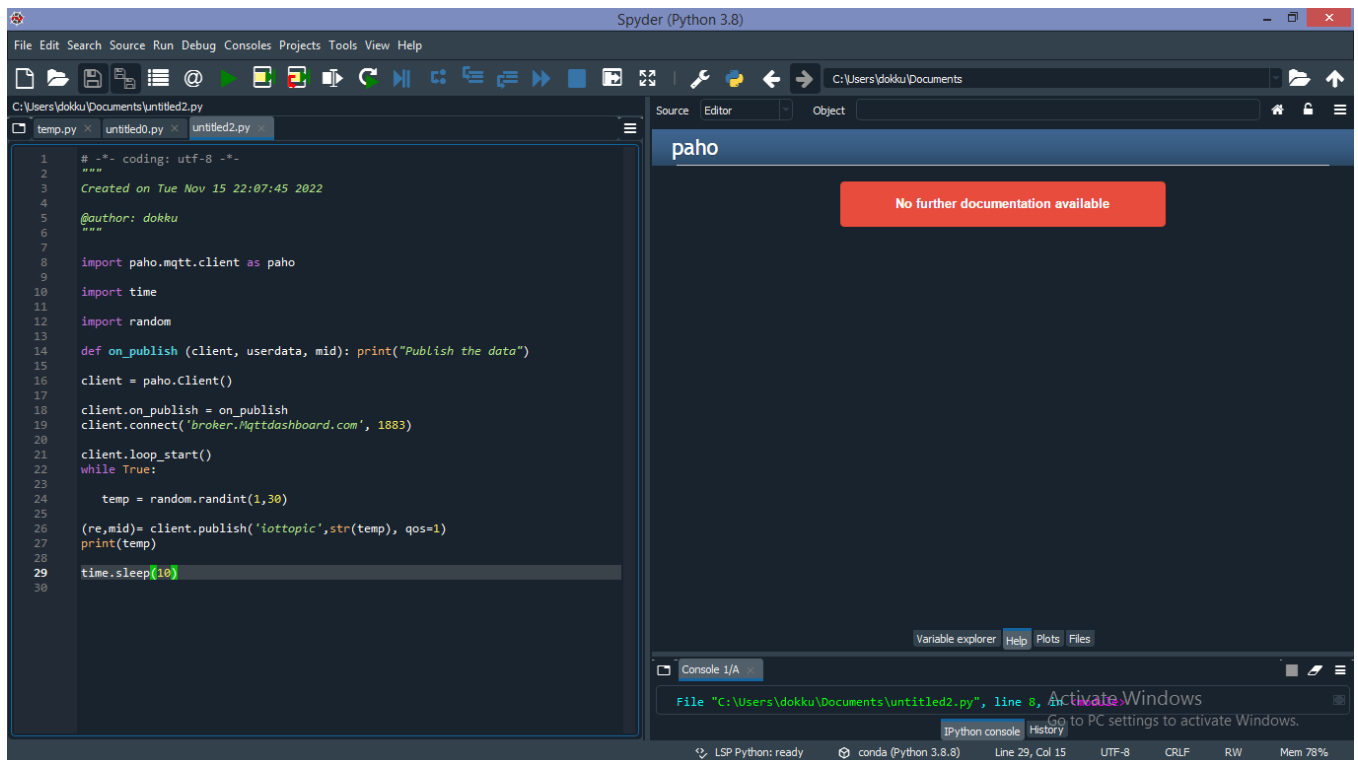 Spyder (Python 3.8)
File Edit Search Source Run Debug Consoles Projects Tools View Help
C:\Users\dokku\Documents
C:\Users\dokku\Documents\untitled2.py
temp.py
untitled0.py
untitled2.py
1 # -*- coding: utf-8 -*-
2 """
3 Created on Tue Nov 15 22:07:45 2022
4
5 @author: dokku
6 """
7
8 import paho.mqtt.client as paho
9
10 import time
11
12 import random
13
14 def on_publish (client, userdata, mid): print("Publish the data")
15
16 client = paho.Client()
17
18 client.on_publish = on_publish
19 client.connect('broker.Mqttdashboard.com', 1883)
20
21 client.loop_start()
22 while True:
23
24 temp = random.randint(1,30)
25
26 (re,mid)= client.publish('iottopic',str(temp), qos=1)
27 print(temp)
28
29 time.sleep(10)
30
Source Editor Object
paho
No further documentation available
Variable explorer Help Plots Files
Console 1/A
File "C:\Users\dokku\Documents\untitled2.py", line 8, in <module>
Activate Windows
Go to PC settings to activate Windows.
IPython console History
LSP Python: ready conda (Python 3.8.8) Line 29, Col 15 UTF-8 CRLF RW Mem 78%